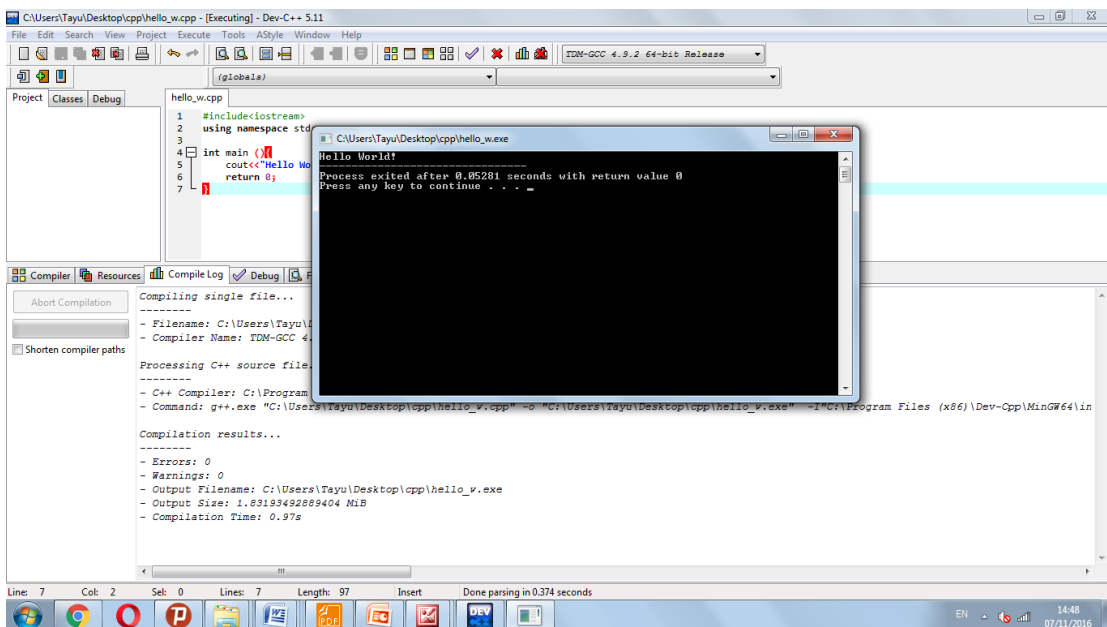 C:\Users\Tayu\Desktop\cpp\hello_w.cpp - [Executing] - Dev-C++ 5.11
File Edit Search View Project Execute Tools AStyle Window Help
TDM-GCC 4.9.2 64-bit Release
(globals)
Project Classes Debug
hello_w.cpp
1 #include<iostream>
2 using namespace std
3
4 int main (){
5 cout<<"Hello Wo
6 return 0;
7 }
C:\Users\Tayu\Desktop\cpp\hello_w.exe
Hello World!
--------------------------------
Process exited after 0.05281 seconds with return value 0
Press any key to continue . . . _
Compiler Resources Compile Log Debug F
Abort Compilation
Shorten compiler paths
Compiling single file...
--------
- Filename: C:\Users\Tayu\
- Compiler Name: TDM-GCC 4.
Processing C++ source file.
--------
- C++ Compiler: C:\Program
- Command: g++.exe "C:\Users\Tayu\Desktop\cpp\hello_w.cpp" -o "C:\Users\Tayu\Desktop\cpp\hello_w.exe" -I"C:\Program Files (x86)\Dev-Cpp\MinGW64\in
Compilation results...
--------
- Errors: 0
- Warnings: 0
- Output Filename: C:\Users\Tayu\Desktop\cpp\hello_w.exe
- Output Size: 1.83193492889404 MiB
- Compilation Time: 0.97s
Line: 7 Col: 2 Sel: 0 Lines: 7 Length: 97 Insert Done parsing in 0.374 seconds
PDF
DEV
EN
14:48
07/11/2016